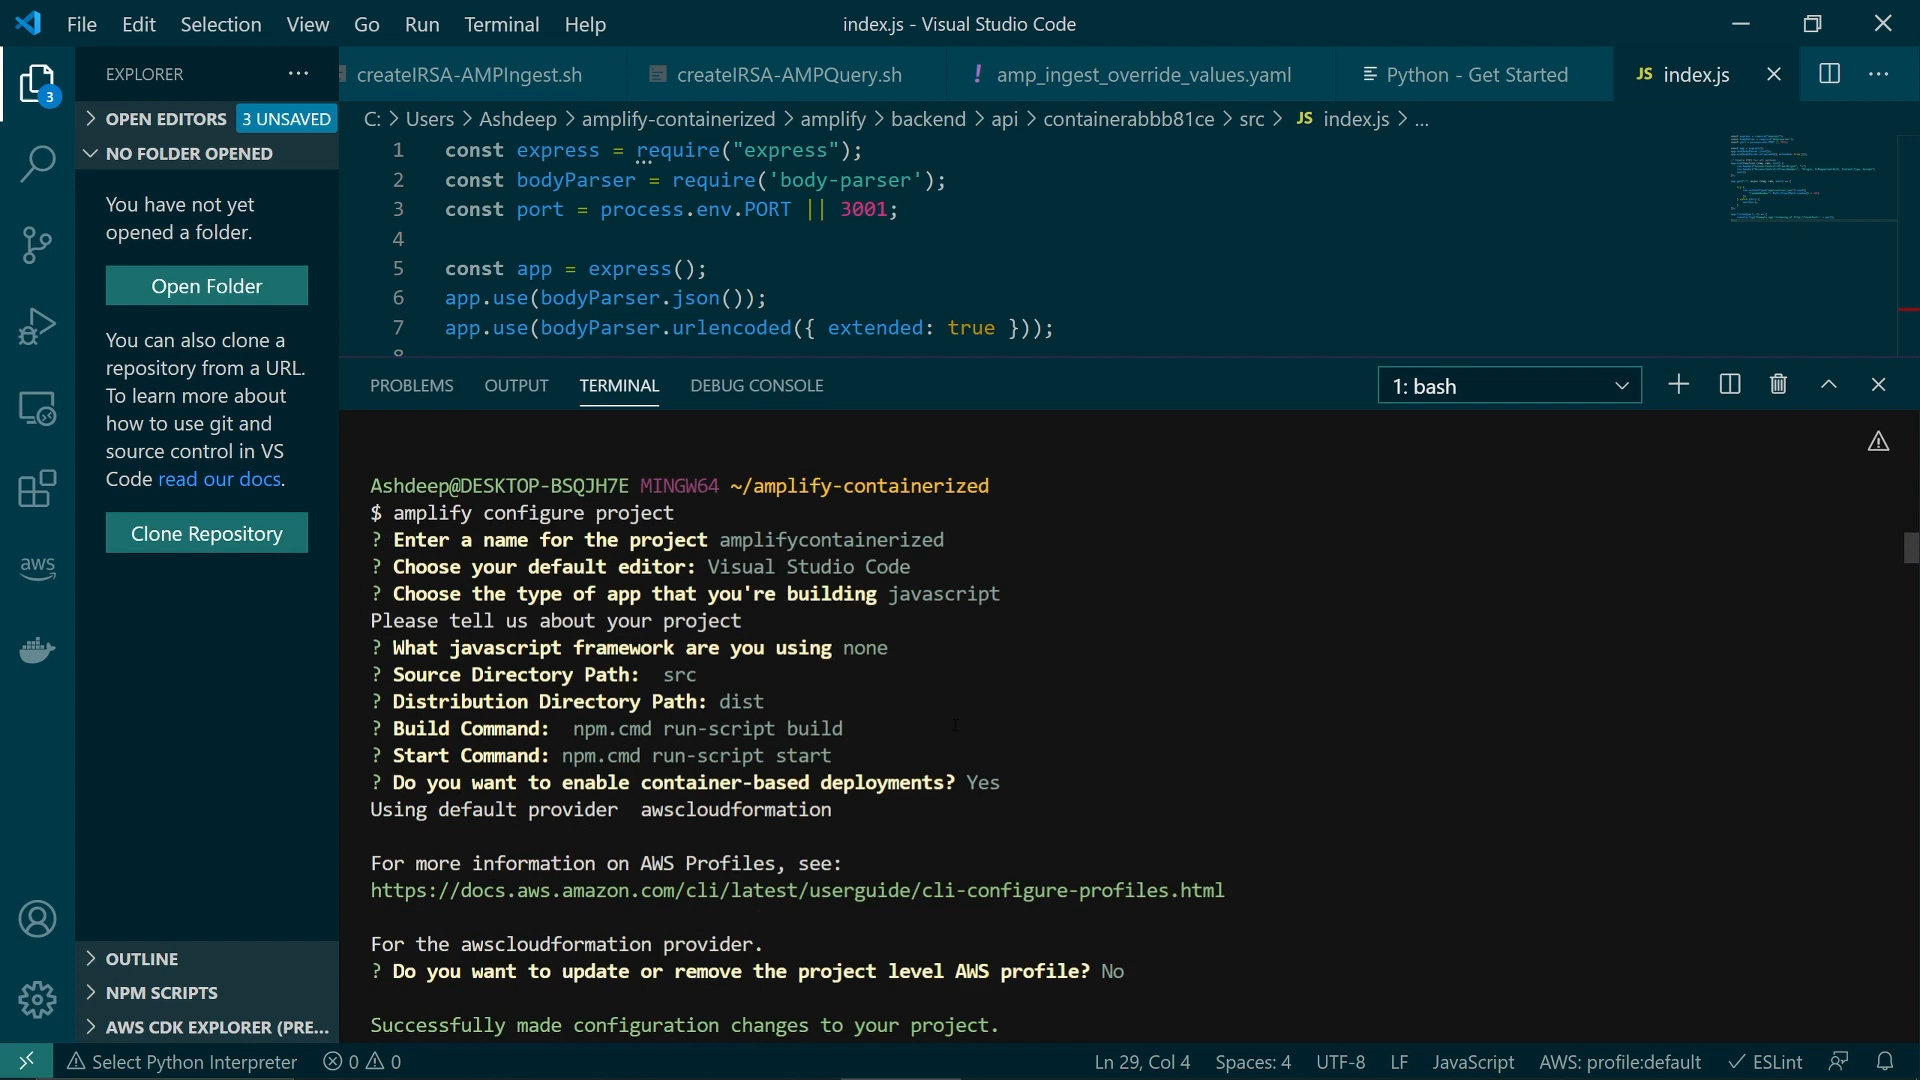 File Edit Selection View Go Run Terminal Help
index.js - Visual Studio Code
EXPLORER
createIRSA-AMPIngest.sh
createIRSA-AMPQuery.sh
! amp_ingest_override_values.yaml
Python - Get Started
JS index.js
3
OPEN EDITORS 3 UNSAVED
NO FOLDER OPENED
You have not yet
opened a folder.
Open Folder
You can also clone a
repository from a URL.
To learn more about
how to use git and
source control in VS
Code read our docs.
Clone Repository
aws
OUTLINE
NPM SCRIPTS
AWS CDK EXPLORER (PRE...
C: > Users > Ashdeep > amplify-containerized > amplify > backend > api > containerabbb81ce > src > JS index.js > ...
1 const express = require("express");
2 const bodyParser = require('body-parser');
3 const port = process.env.PORT || 3001;
4
5 const app = express();
6 app.use(bodyParser.json());
7 app.use(bodyParser.urlencoded({ extended: true }));
8
PROBLEMS OUTPUT TERMINAL DEBUG CONSOLE
1: bash
Ashdeep@DESKTOP-BSQJH7E MINGW64 ~/amplify-containerized
$ amplify configure project
? Enter a name for the project amplifycontainerized
? Choose your default editor: Visual Studio Code
? Choose the type of app that you're building javascript
Please tell us about your project
? What javascript framework are you using none
? Source Directory Path: src
? Distribution Directory Path: dist
? Build Command: npm.cmd run-script build
? Start Command: npm.cmd run-script start
? Do you want to enable container-based deployments? Yes
Using default provider awscloudformation
For more information on AWS Profiles, see:
https://docs.aws.amazon.com/cli/latest/userguide/cli-configure-profiles.html
For the awscloudformation provider.
? Do you want to update or remove the project level AWS profile? No
Successfully made configuration changes to your project.
Select Python Interpreter
0 0
Ln 29, Col 4
Spaces: 4
UTF-8
LF
JavaScript
AWS: profile:default
ESLint